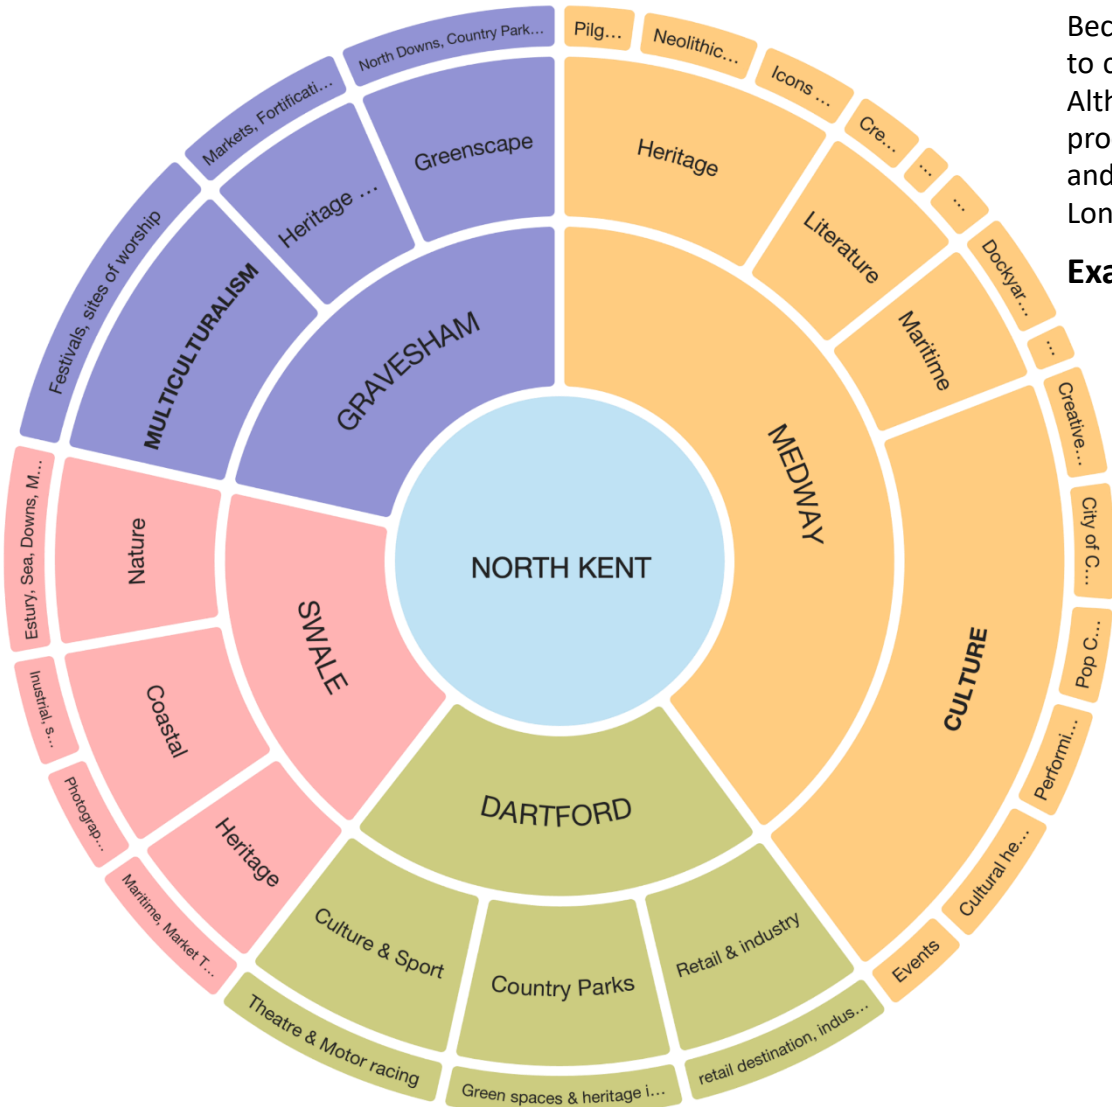 NORTH KENT
MEDWAY
Heritage
Pilg...
Neolithic...
Icons ...
Literature
Cre...
...
...
Maritime
Dockyar...
...
CULTURE
Creative...
City of C...
Pop C...
Performi...
Cultural he...
Events
DARTFORD
Retail & industry
retail destination, indus...
Country Parks
Green spaces & heritage i...
Culture & Sport
Theatre & Motor racing
SWALE
Heritage
Maritime, Market T...
Coastal
Photograp...
Inustrial, s...
Nature
Estury, Sea, Downs, M...
GRAVESHAM
MULTICULTURALISM
Festivals, sites of worship
Heritage ...
Markets, Fortificati...
Greenscape
North Downs, Country Park...
Bec
to
Alth
pro
and
Lon
Exa